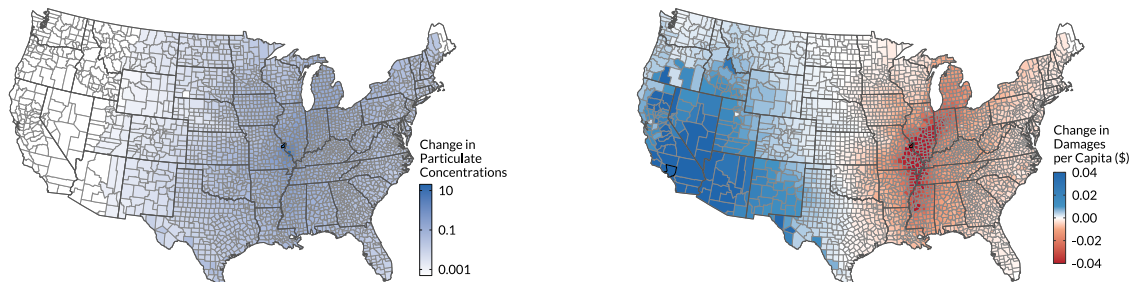 Change in
Particulate
Concentrations
10
0.1
0.001
Change in
Damages
per Capita ($)
0.04
0.02
0.00
-0.02
-0.04